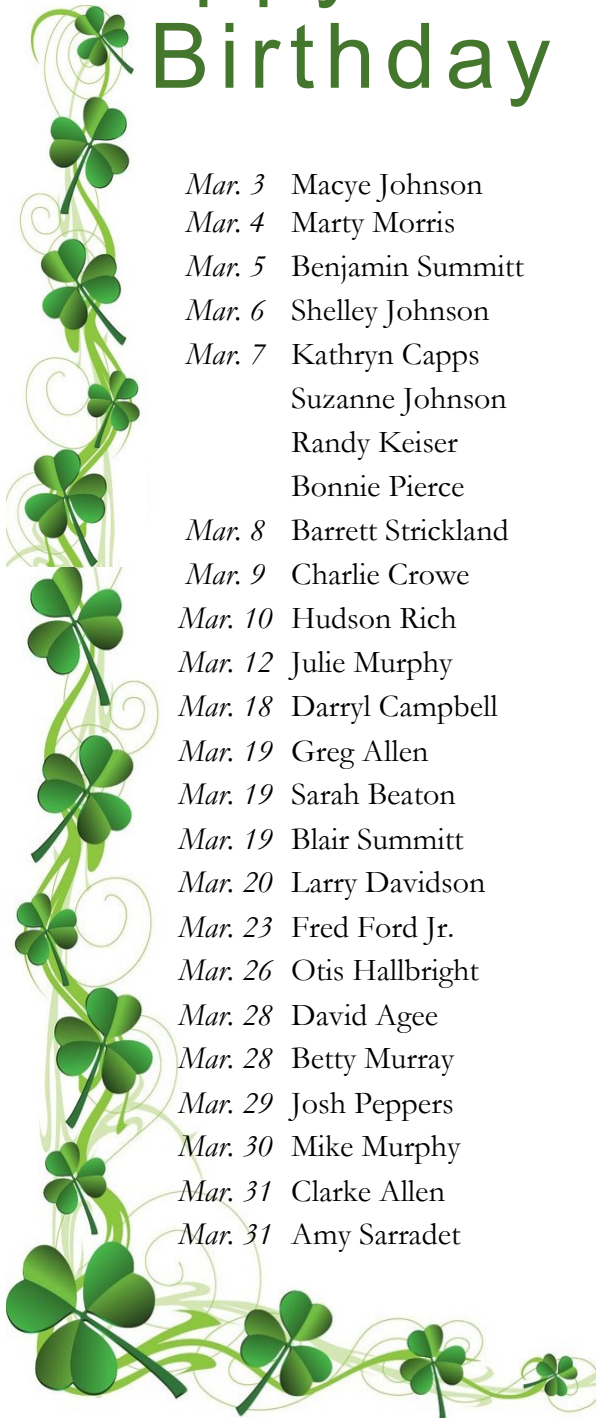 Birthday
Mar. 3 Macye Johnson
Mar. 4 Marty Morris
Mar. 5 Benjamin Summitt
Mar. 6 Shelley Johnson
Mar. 7 Kathryn Capps
Suzanne Johnson
Randy Keiser
Bonnie Pierce
Mar. 8 Barrett Strickland
Mar. 9 Charlie Crowe
Mar. 10 Hudson Rich
Mar. 12 Julie Murphy
Mar. 18 Darryl Campbell
Mar. 19 Greg Allen
Mar. 19 Sarah Beaton
Mar. 19 Blair Summitt
Mar. 20 Larry Davidson
Mar. 23 Fred Ford Jr.
Mar. 26 Otis Hallbright
Mar. 28 David Agee
Mar. 28 Betty Murray
Mar. 29 Josh Peppers
Mar. 30 Mike Murphy
Mar. 31 Clarke Allen
Mar. 31 Amy Sarradet